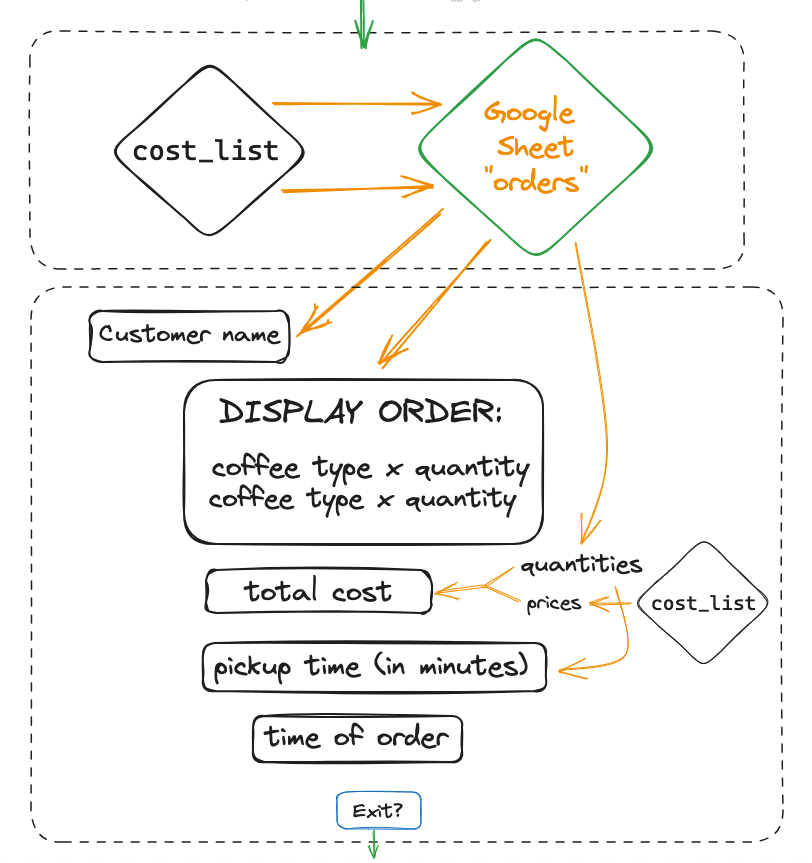 cost_list
Google
Sheet
"orders"
Customer name
DISPLAY ORDER:
coffee type x quantity
coffee type x quantity
quantities
total cost
prices
cost_list
pickup time (in minutes)
time of order
Exit?